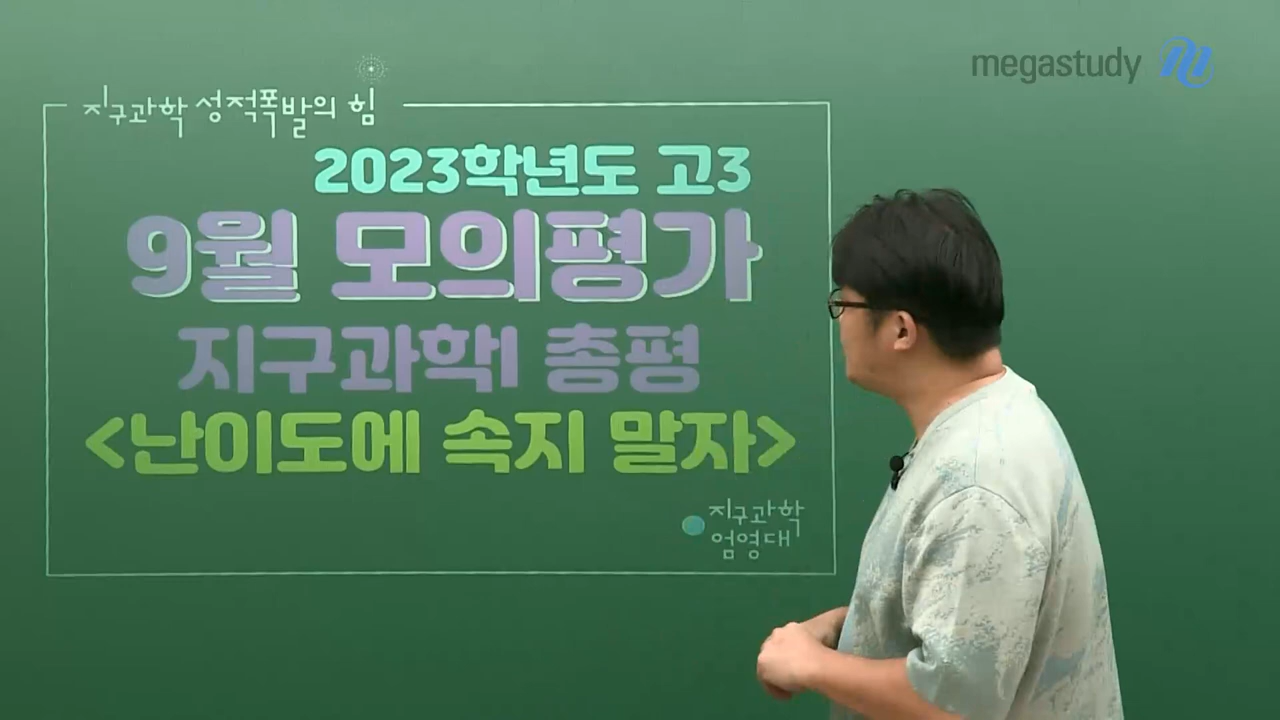 megastudy
지구과학 성적폭발의 힘
2023학년도 고3
9월 모의평가
지구과학I 총평
<난이도에 속지 말자>
지구과학
엄영대